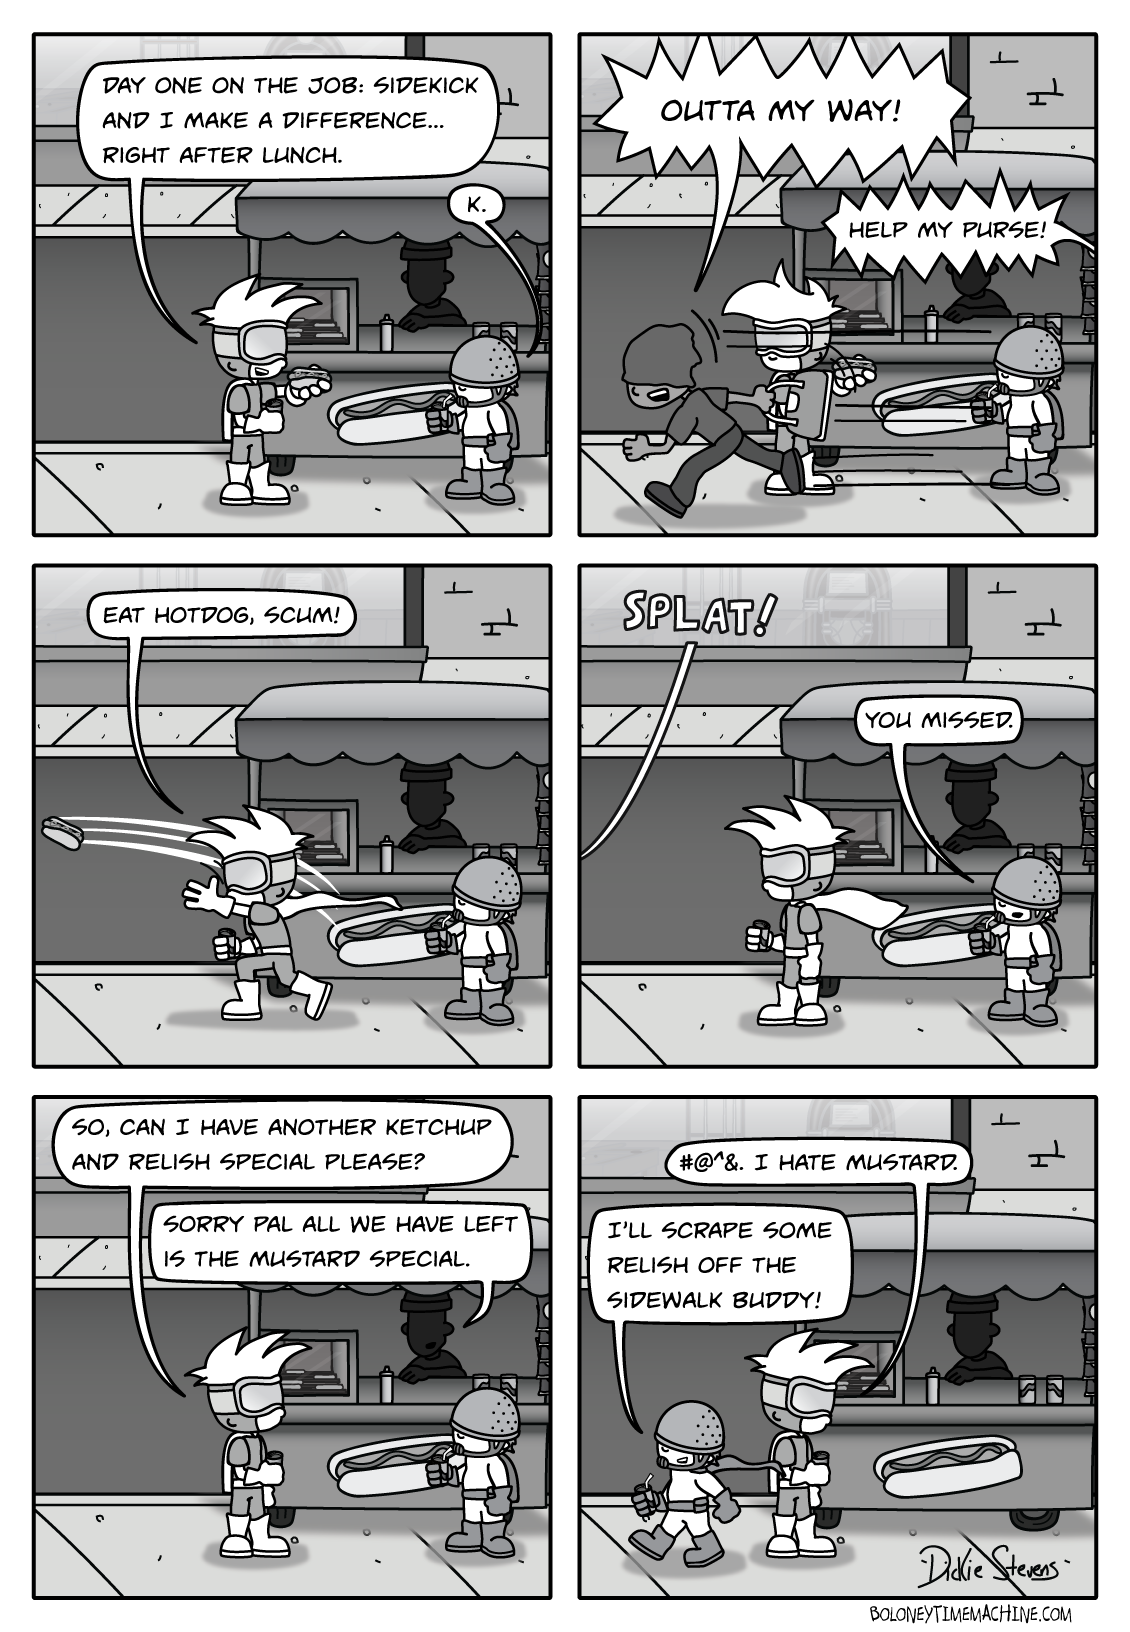 DAY ONE ON THE JOB: SIDEKICK
AND I MAKE A DIFFERENCE...
RIGHT AFTER LUNCH.
K.
OUTTA MY WAY!
HELP MY PURSE!
EAT HOTDOG, SCUM!
SPLAT!
YOU MISSED.
SO, CAN I HAVE ANOTHER KETCHUP
AND RELISH SPECIAL PLEASE?
SORRY PAL ALL WE HAVE LEFT
IS THE MUSTARD SPECIAL.
#@^&. I HATE MUSTARD.
I'LL SCRAPE SOME
RELISH OFF THE
SIDEWALK BUDDY!
Dickie Stevens
BOLONEYTIMEMACHINE.COM